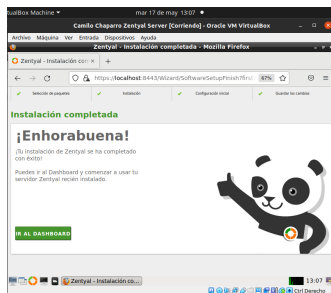 tualBox Machine
mar 17 de may 13:07
Camilo Chaparro Zentyal Server [Corriendo] - Oracle VM VirtualBox
Archivo Máquina Ver Entrada Dispositivos Ayuda
Zentyal - Instalación completada - Mozilla Firefox
Zentyal - Instalación con
https://localhost:8443/Wizard/SoftwareSetupFinish?firs
67%
Selección de paquetes
Instalación
Configuración inicial
Guardar los cambios
Instalación completada
¡Enhorabuena!
¡Tu instalación de Zentyal se ha completado
con éxito!
Puedes ir al Dashboard y comenzar a usar tu
servidor Zentyal recién instalado.
IR AL DASHBOARD
Zentyal - Instalación co...
13:07
Ctrl Derecho